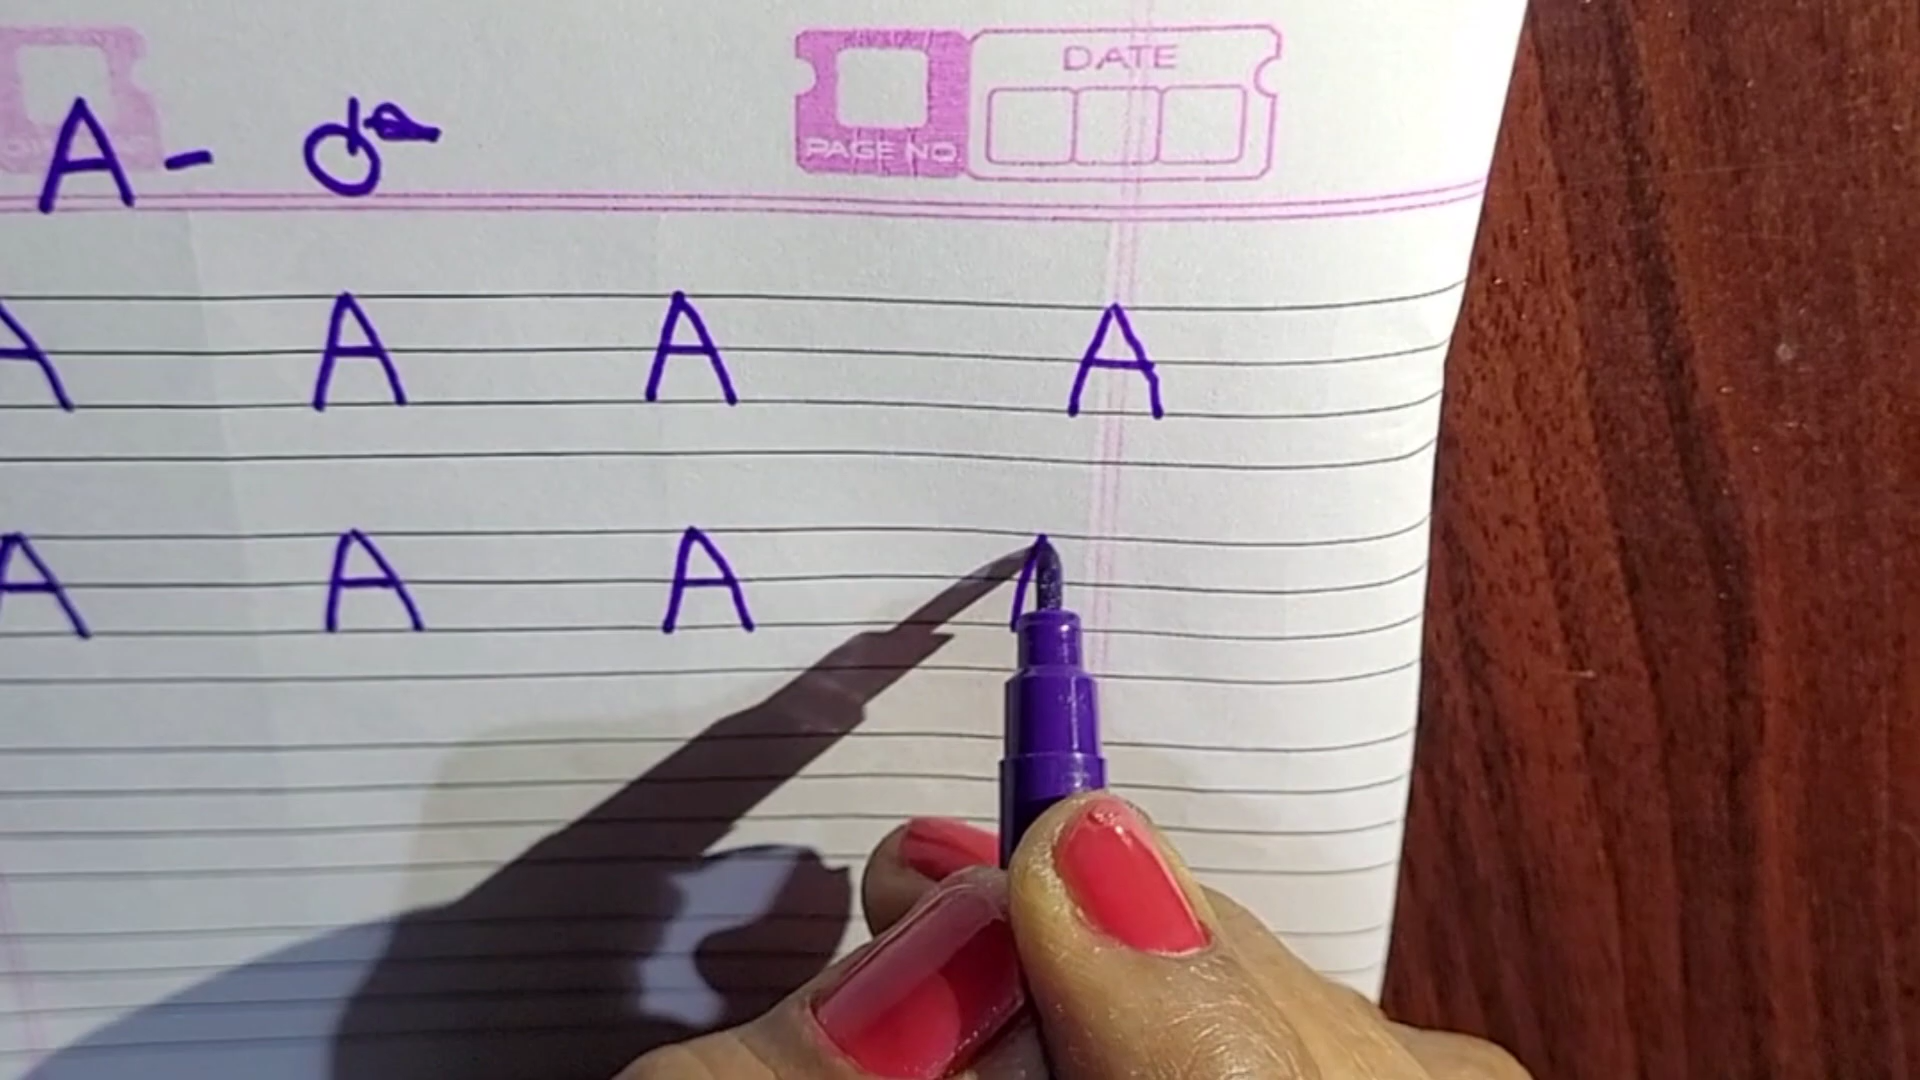 DATE
PAGE NO.
A -
A A A A
A A A